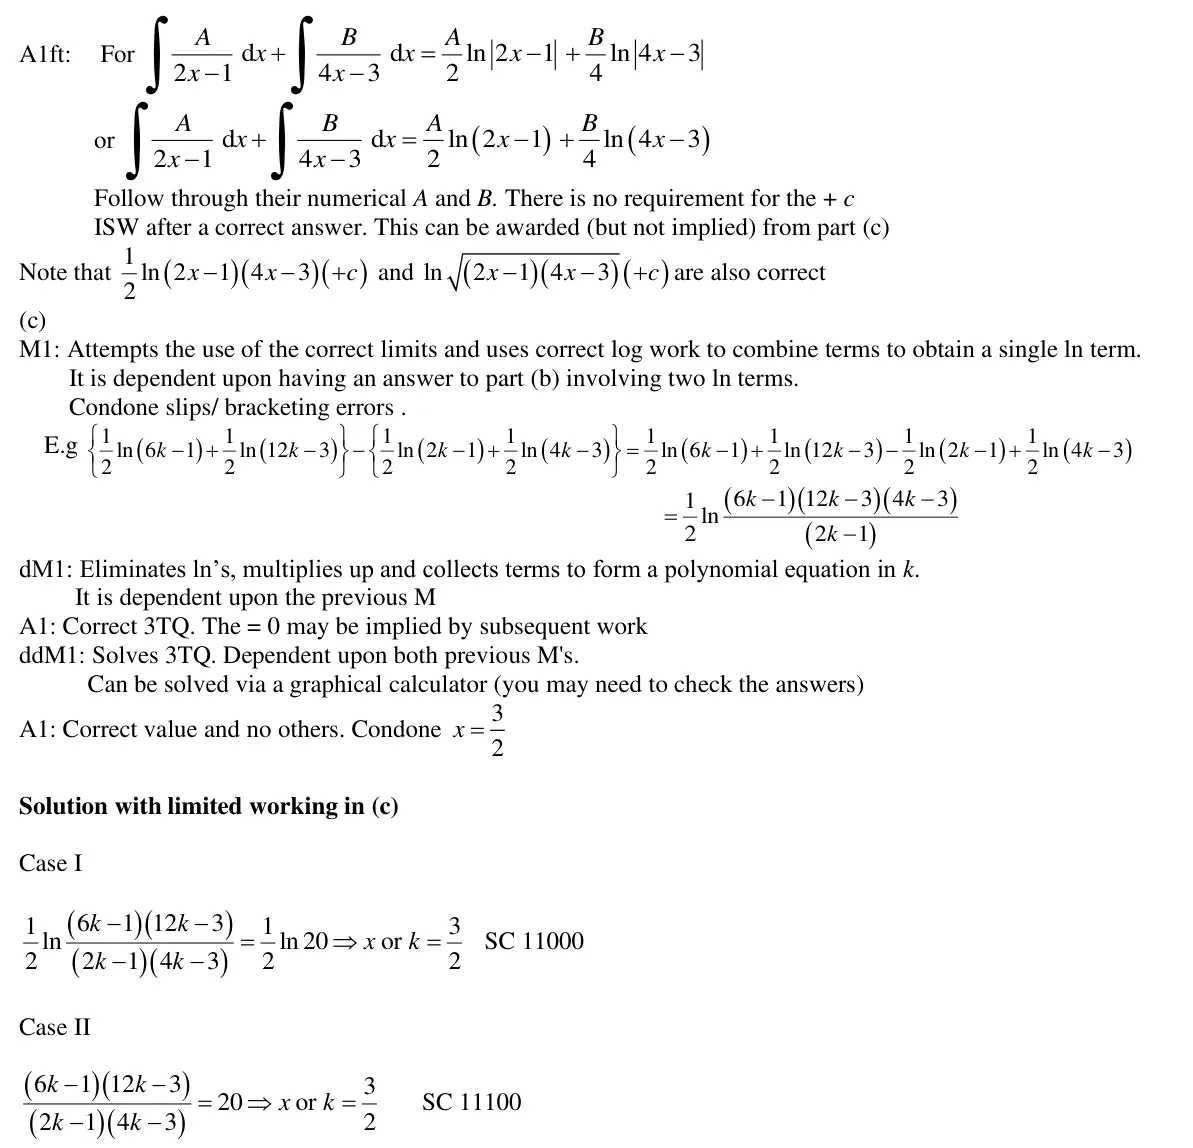 A1ft: For ∫ A/(2x−1) dx + ∫ B/(4x−3) dx = A/2 ln|2x−1| + B/4 ln|4x−3|
or ∫ A/(2x−1) dx + ∫ B/(4x−3) dx = A/2 ln(2x−1) + B/4 ln(4x−3)
Follow through their numerical A and B. There is no requirement for the + c
ISW after a correct answer. This can be awarded (but not implied) from part (c)
Note that 1/2 ln(2x−1)(4x−3)(+c) and ln√((2x−1)(4x−3))(+c) are also correct
(c)
M1: Attempts the use of the correct limits and uses correct log work to combine terms to obtain a single ln term.
It is dependent upon having an answer to part (b) involving two ln terms.
Condone slips/ bracketing errors .
E.g {1/2 ln(6k−1)+1/2 ln(12k−3)}−{1/2 ln(2k−1)+1/2 ln(4k−3)} = 1/2 ln(6k−1)+1/2 ln(12k−3)−1/2 ln(2k−1)+1/2 ln(4k−3)
= 1/2 ln (6k−1)(12k−3)(4k−3)/(2k−1)
dM1: Eliminates ln’s, multiplies up and collects terms to form a polynomial equation in k.
It is dependent upon the previous M
A1: Correct 3TQ. The = 0 may be implied by subsequent work
ddM1: Solves 3TQ. Dependent upon both previous M's.
Can be solved via a graphical calculator (you may need to check the answers)
A1: Correct value and no others. Condone x = 3/2
Solution with limited working in (c)
Case I
1/2 ln (6k−1)(12k−3)/((2k−1)(4k−3)) = 1/2 ln 20 ⇒ x or k = 3/2 SC 11000
Case II
(6k−1)(12k−3)/((2k−1)(4k−3)) = 20 ⇒ x or k = 3/2 SC 11100